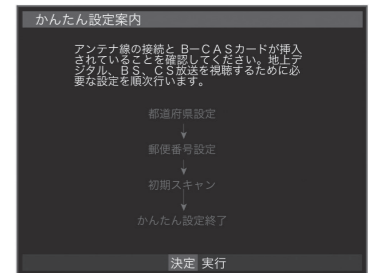 かんたん設定案内
アンテナ線の接続と BーCASカードが挿入
されていることを確認してください。地上デ
ジタル、BS、CS放送を視聴するために必
要な設定を順次行います。
都道府県設定
郵便番号設定
初期スキャン
かんたん設定終了
決定 実行